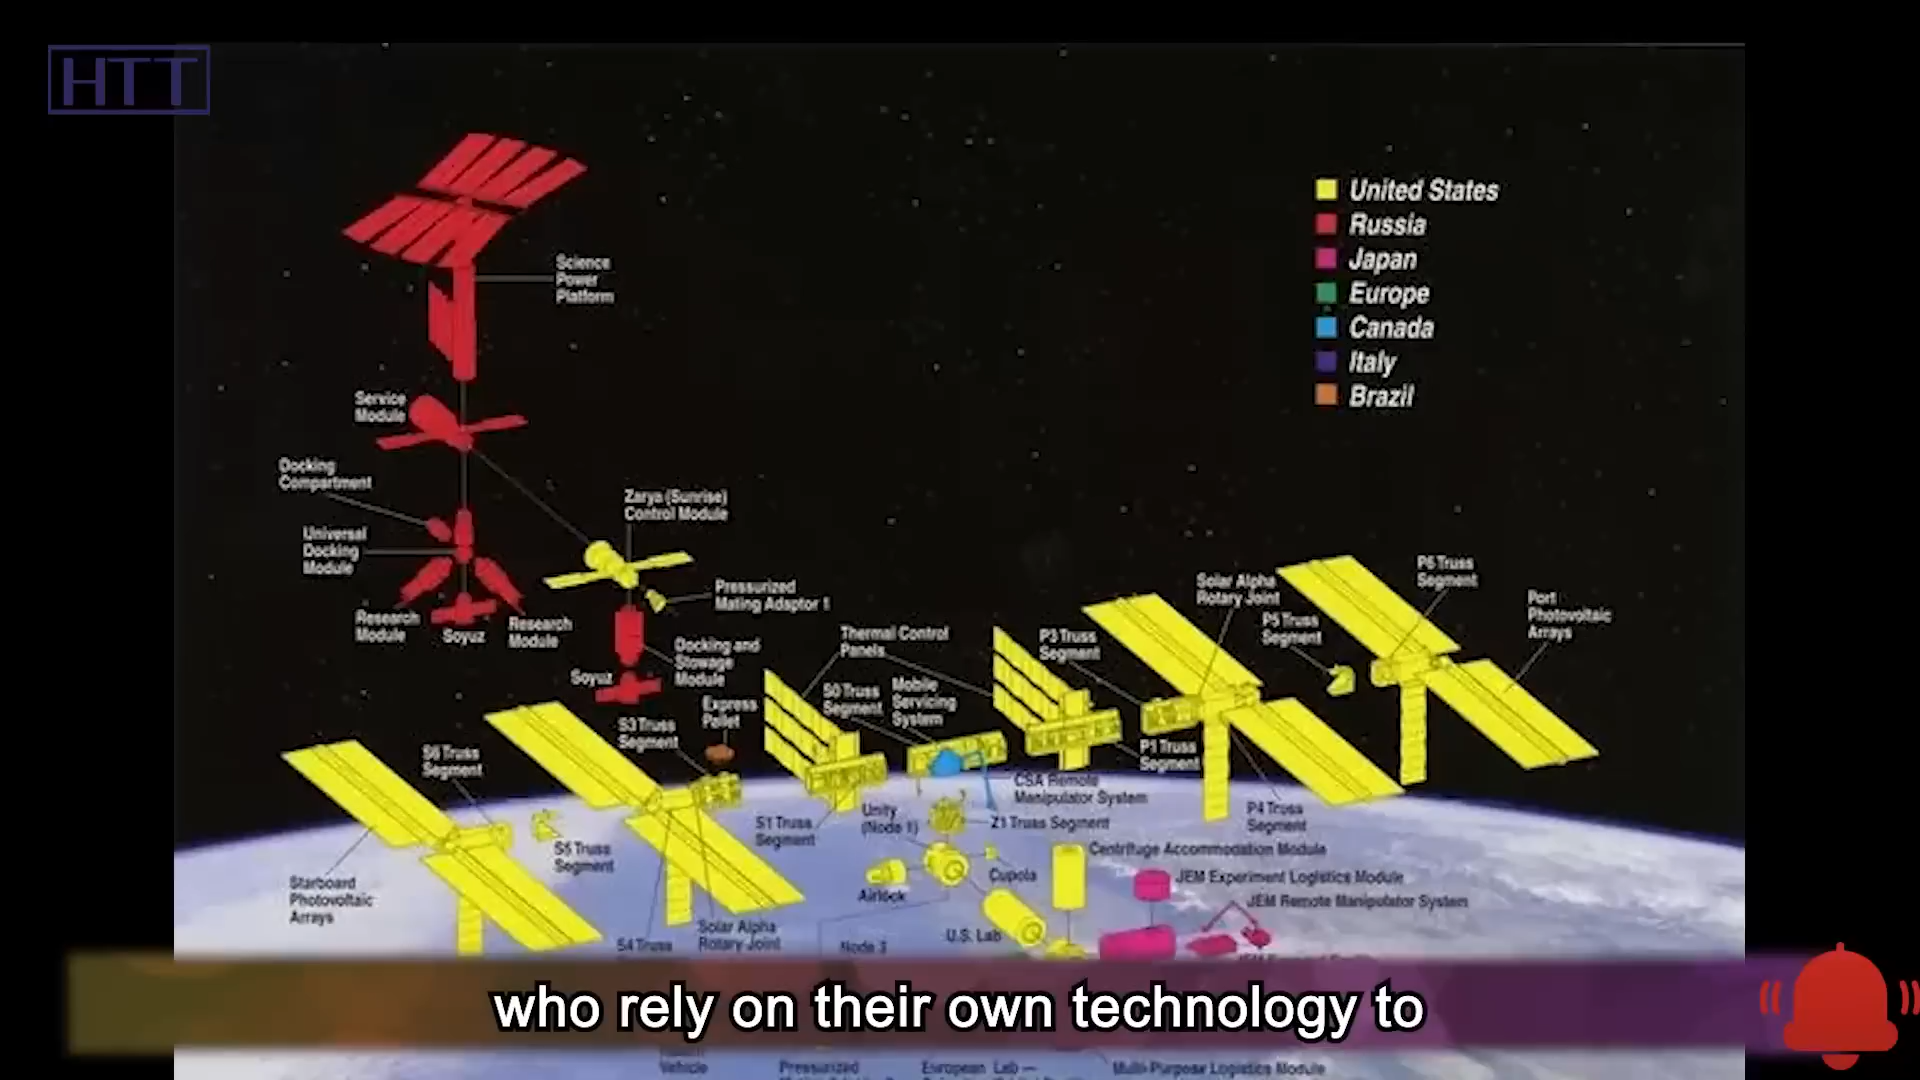 HTT
United States
Russia
Japan
Europe
Canada
Italy
Brazil
Science
Power
Platform
Service
Module
Docking
Compartment
Universal
Docking
Module
Research
Module
Soyuz
Research
Module
Zarya (Sunrise)
Control Module
Pressurized
Mating Adaptor 1
Docking and
Stowage
Module
Soyuz
Express
Pallet
Thermal Control
Panels
S0 Truss
Segment
Mobile
Servicing
System
P3 Truss
Segment
Solar Alpha
Rotary Joint
P5 Truss
Segment
P6 Truss
Segment
Port
Photovoltaic
Arrays
S3 Truss
Segment
S6 Truss
Segment
S5 Truss
Segment
Starboard
Photovoltaic
Arrays
S4 Truss
Solar Alpha
Rotary Joint
S1 Truss
Segment
Unity
(Node 1)
CSA Remote
Manipulator System
Z1 Truss Segment
P1 Truss
Segment
P4 Truss
Segment
Centrifuge Accommodation Module
Cupola
Airlock
JEM Experiment Logistics Module
JEM Remote Manipulator System
U.S. Lab
Node 3
who rely on their own technology to
Vehicle
Pressurized
European Lab —
Multi-Purpose Logistics Module